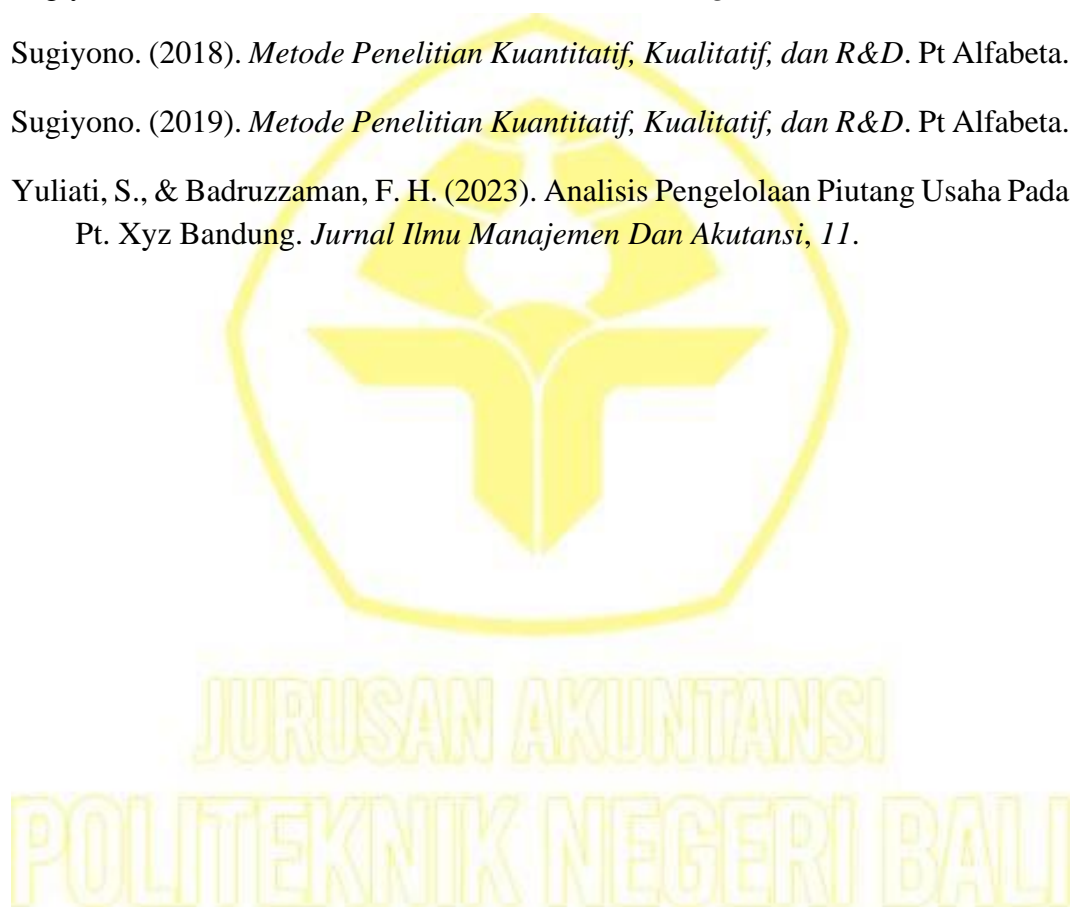 Sugiyono. (2018). Metode Penelitian Kuantitatif, Kualitatif, dan R&D. Pt Alfabeta.
Sugiyono. (2019). Metode Penelitian Kuantitatif, Kualitatif, dan R&D. Pt Alfabeta.
Yuliati, S., & Badruzzaman, F. H. (2023). Analisis Pengelolaan Piutang Usaha Pada
Pt. Xyz Bandung. Jurnal Ilmu Manajemen Dan Akutansi, 11.
JURUSAN AKUNTANSI
POLITEKNIK NEGERI BALI